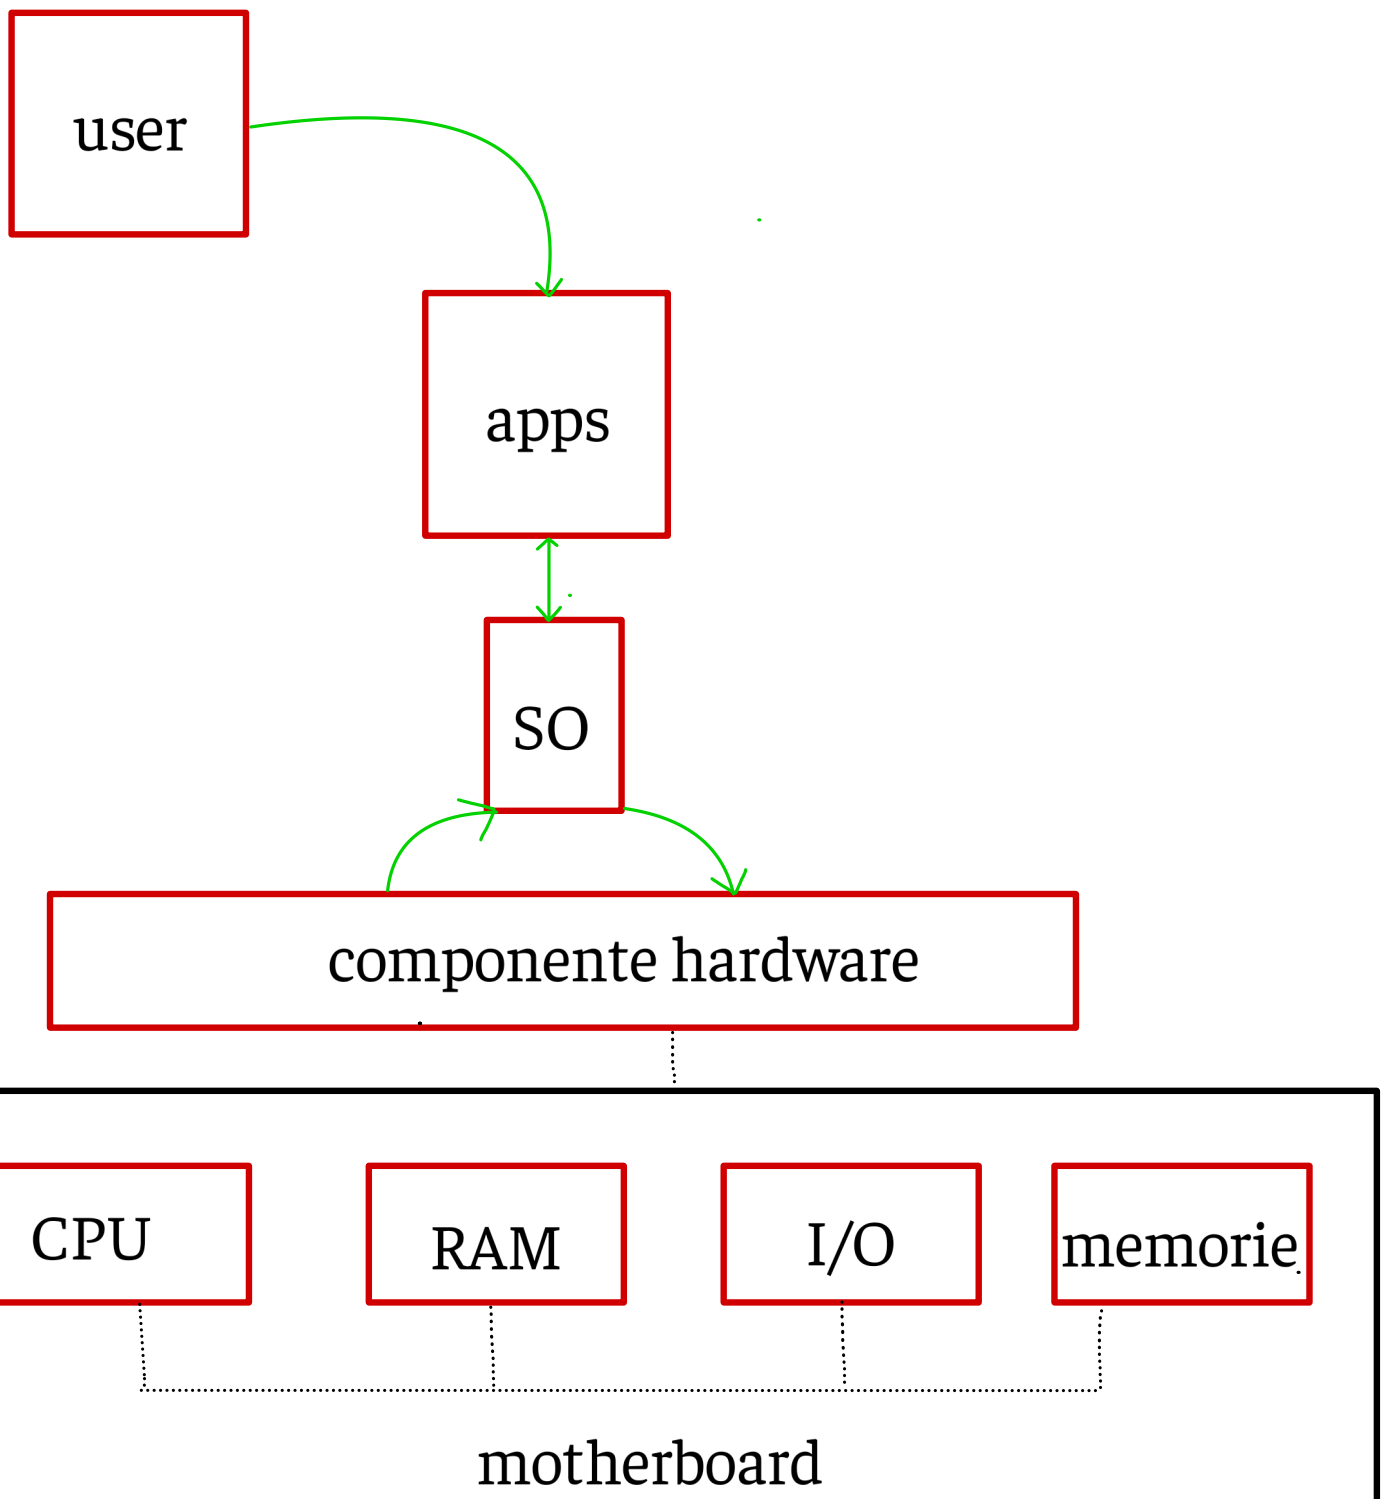 user
apps
SO
componente hardware
CPU
RAM
I/O
memorie
motherboard